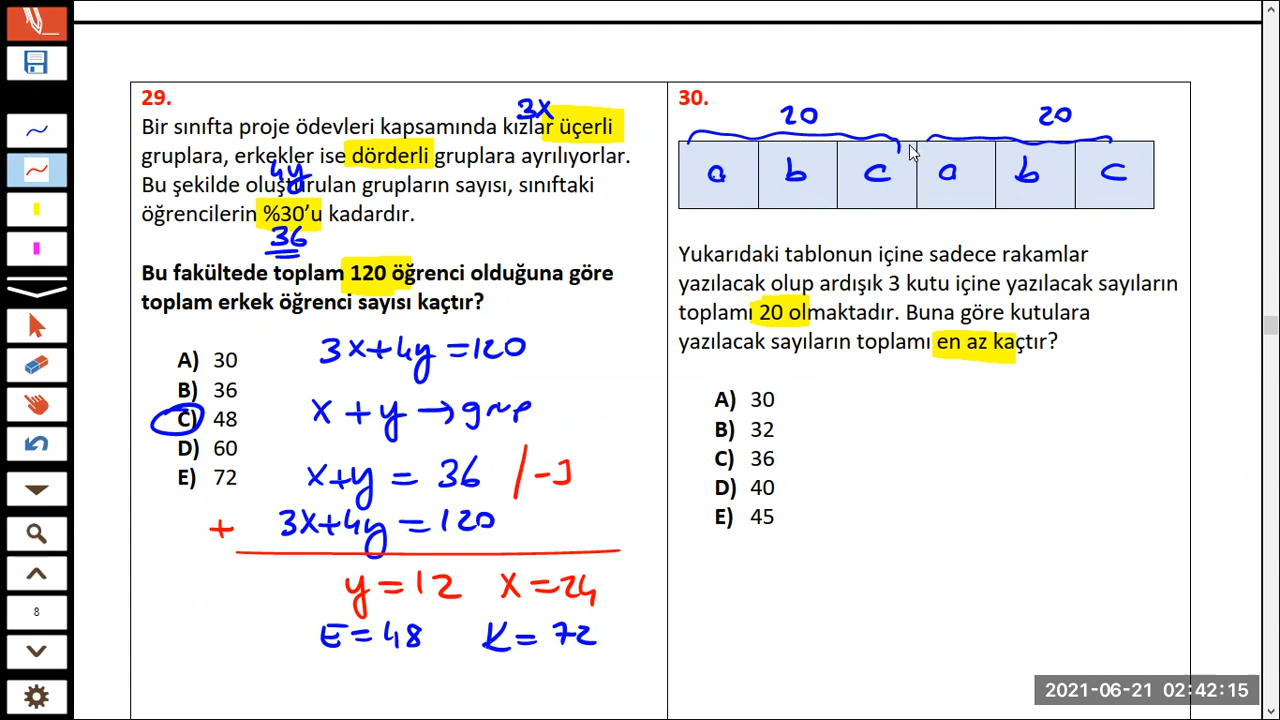 29.
3x
Bir sınıfta proje ödevleri kapsamında kızlar üçerli
gruplara, erkekler ise dörderli gruplara ayrılıyorlar.
4y
Bu şekilde oluşturulan grupların sayısı, sınıftaki
öğrencilerin %30'u kadardır.
36
Bu fakültede toplam 120 öğrenci olduğuna göre
toplam erkek öğrenci sayısı kaçtır?
A) 30
B) 36
C) 48
D) 60
E) 72
3x+4y=120
x+y→grup
x+y = 36 /-3
+ 3x+4y=120
y=12 x=24
E=48 K=72
30.
20 20
a b c a b c
Yukarıdaki tablonun içine sadece rakamlar
yazılacak olup ardışık 3 kutu içine yazılacak sayıların
toplamı 20 olmaktadır. Buna göre kutulara
yazılacak sayıların toplamı en az kaçtır?
A) 30
B) 32
C) 36
D) 40
E) 45
8
2021-06-21 02:42:15